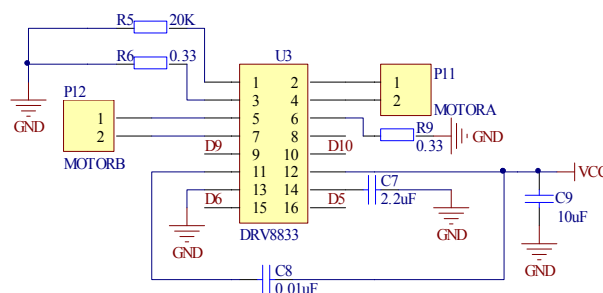 R5 20K
R6 0.33
U3
P12
P11
1 2
1
3 4
2
1
5 6
2
7 8
R9
GND
GND
MOTORA
0.33
MOTORB
D9
9 10
D10
11 12
C7
VCC
13 14
2.2uF
C9
D6
15 16
D5
10uF
GND
DRV8833
GND
C8
GND
0.01uF